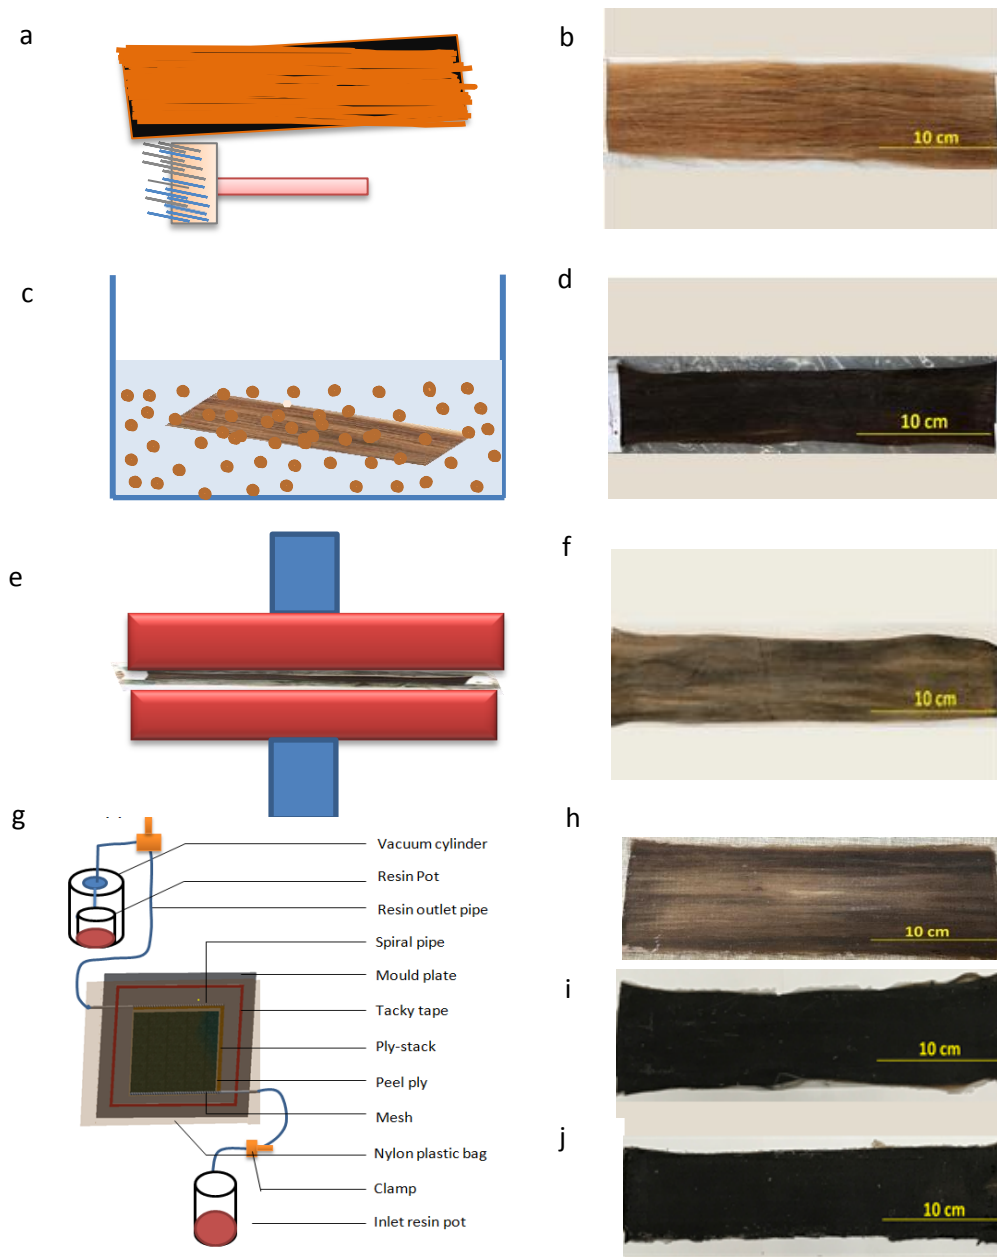 a
b
10 cm
c
d
10 cm
e
f
10 cm
g
Vacuum cylinder
Resin Pot
Resin outlet pipe
Spiral pipe
Mould plate
Tacky tape
Ply-stack
Peel ply
Mesh
Nylon plastic bag
Clamp
Inlet resin pot
h
10 cm
i
10 cm
j
10 cm